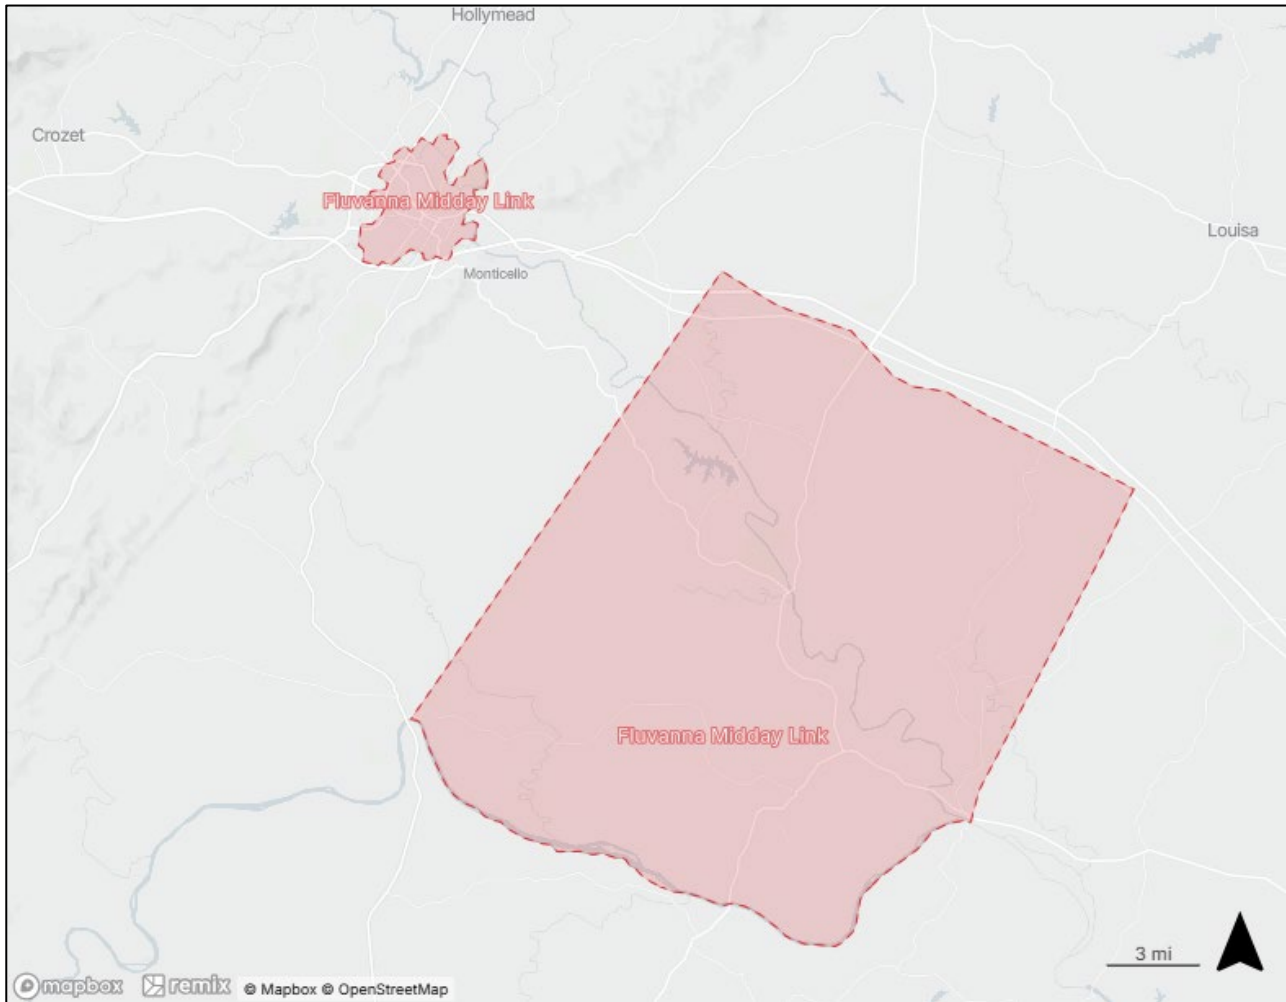 Hollymead
Crozet
Fluvanna Midday Link
Louisa
Monticello
Fluvanna Midday Link
3 mi
mapbox remix © Mapbox © OpenStreetMap